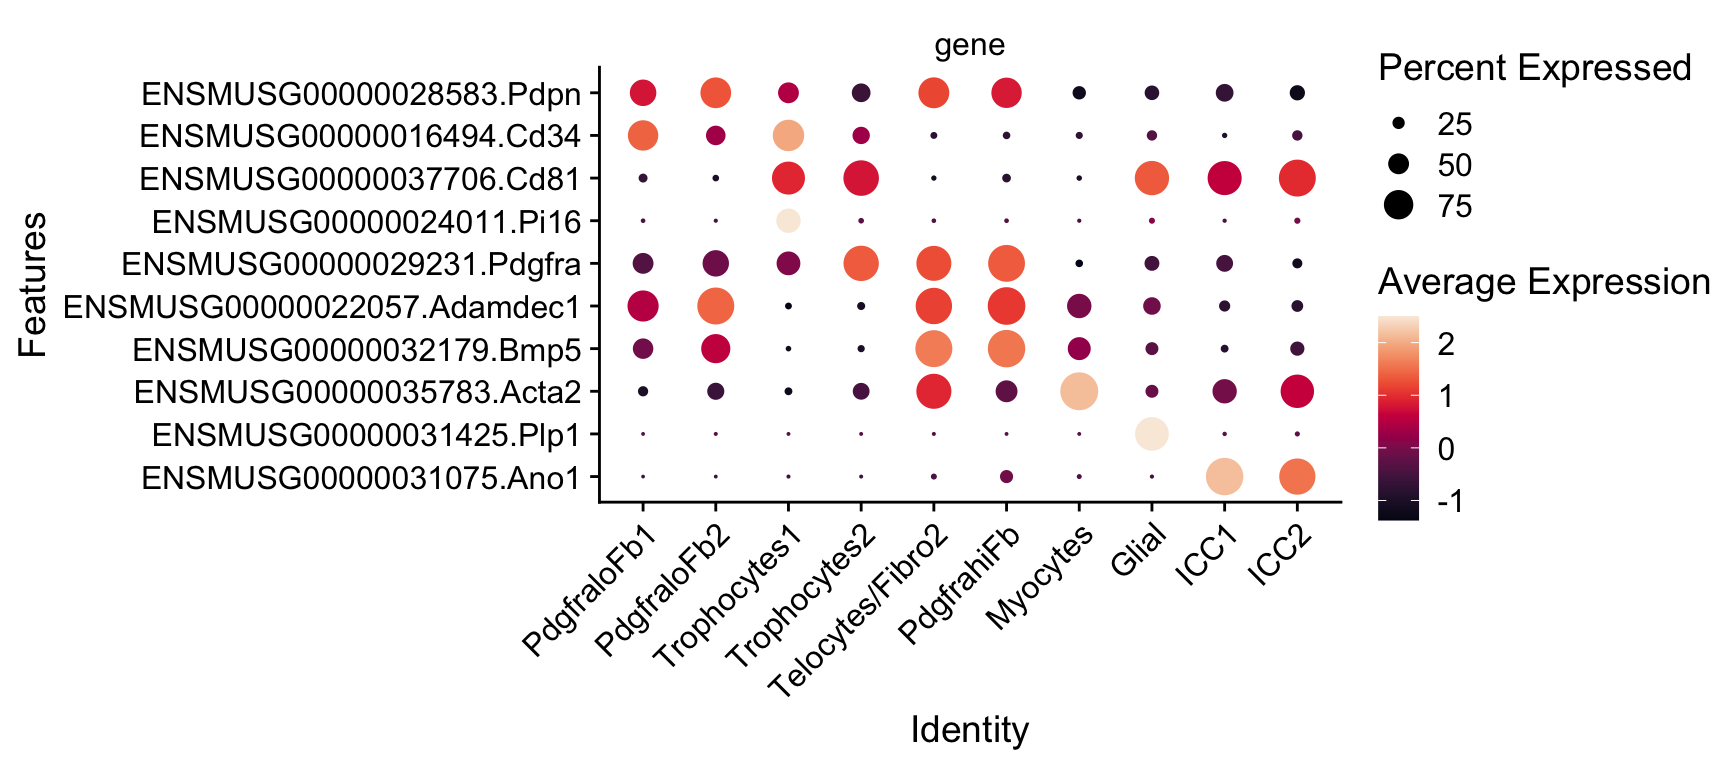 gene
Features
ENSMUSG00000028583.Pdpn
ENSMUSG00000016494.Cd34
ENSMUSG00000037706.Cd81
ENSMUSG00000024011.Pi16
ENSMUSG00000029231.Pdgfra
ENSMUSG00000022057.Adamdec1
ENSMUSG00000032179.Bmp5
ENSMUSG00000035783.Acta2
ENSMUSG00000031425.Plp1
ENSMUSG00000031075.Ano1
PdgfraloFb1
PdgfraloFb2
Trophocytes1
Trophocytes2
Telocytes/Fibro2
PdgfrahiFb
Myocytes
Glial
ICC1
ICC2
Identity
Percent Expressed
25
50
75
Average Expression
2
1
0
-1